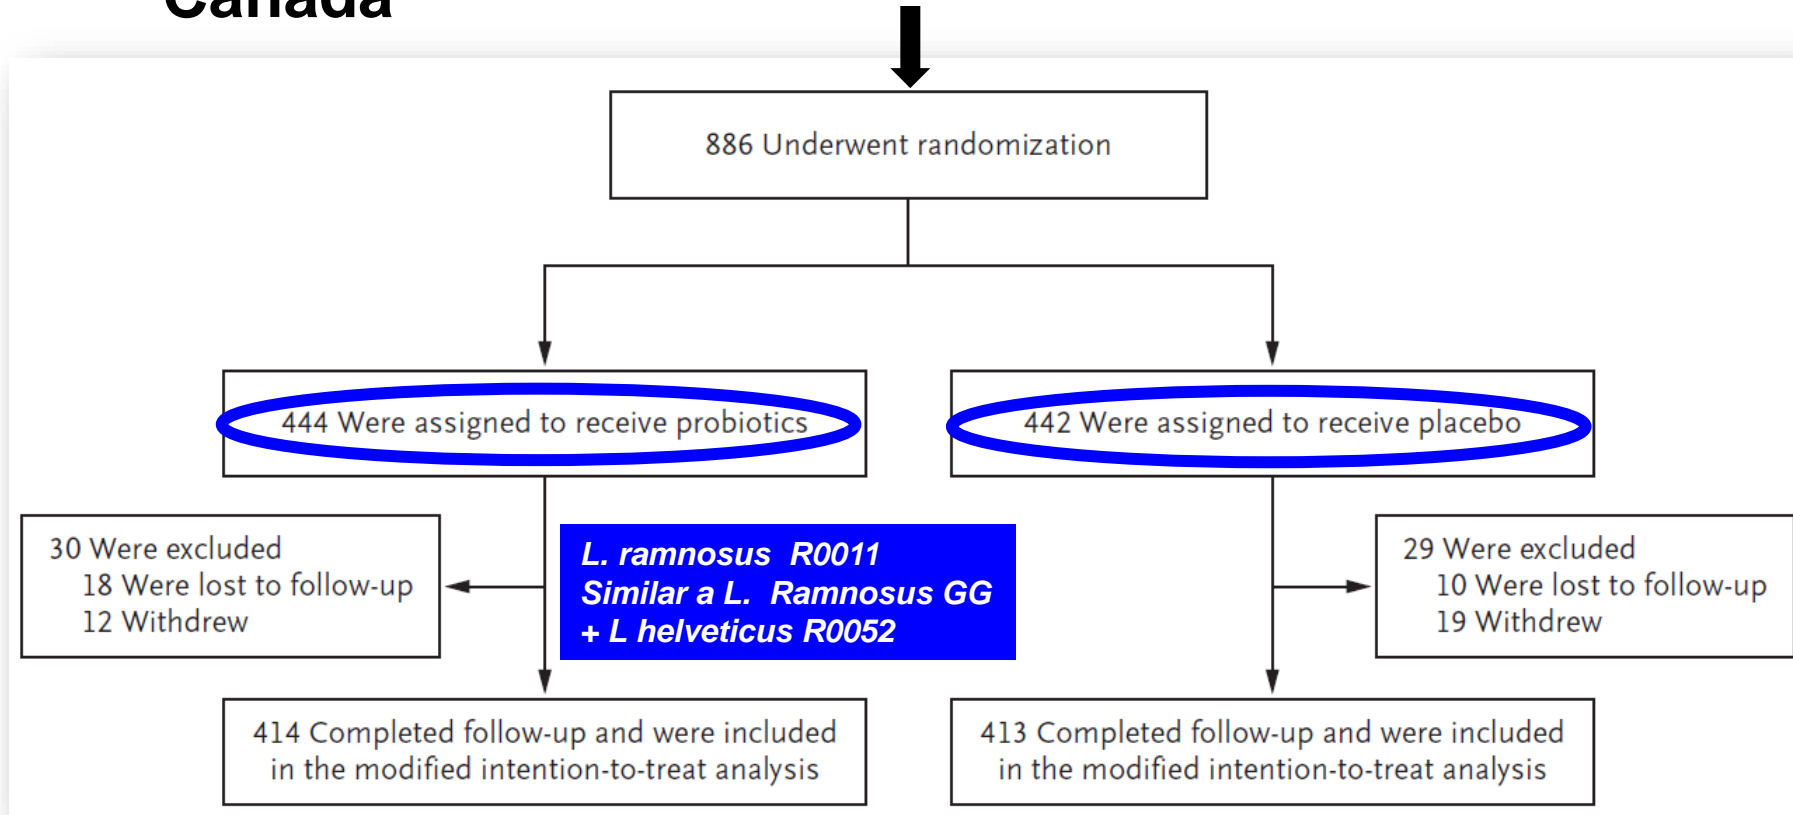 Canada
886 Underwent randomization
444 Were assigned to receive probiotics
442 Were assigned to receive placebo
30 Were excluded
18 Were lost to follow-up
12 Withdrew
L. ramnosus R0011
Similar a L. Ramnosus GG
+ L helveticus R0052
29 Were excluded
10 Were lost to follow-up
19 Withdrew
414 Completed follow-up and were included
in the modified intention-to-treat analysis
413 Completed follow-up and were included
in the modified intention-to-treat analysis